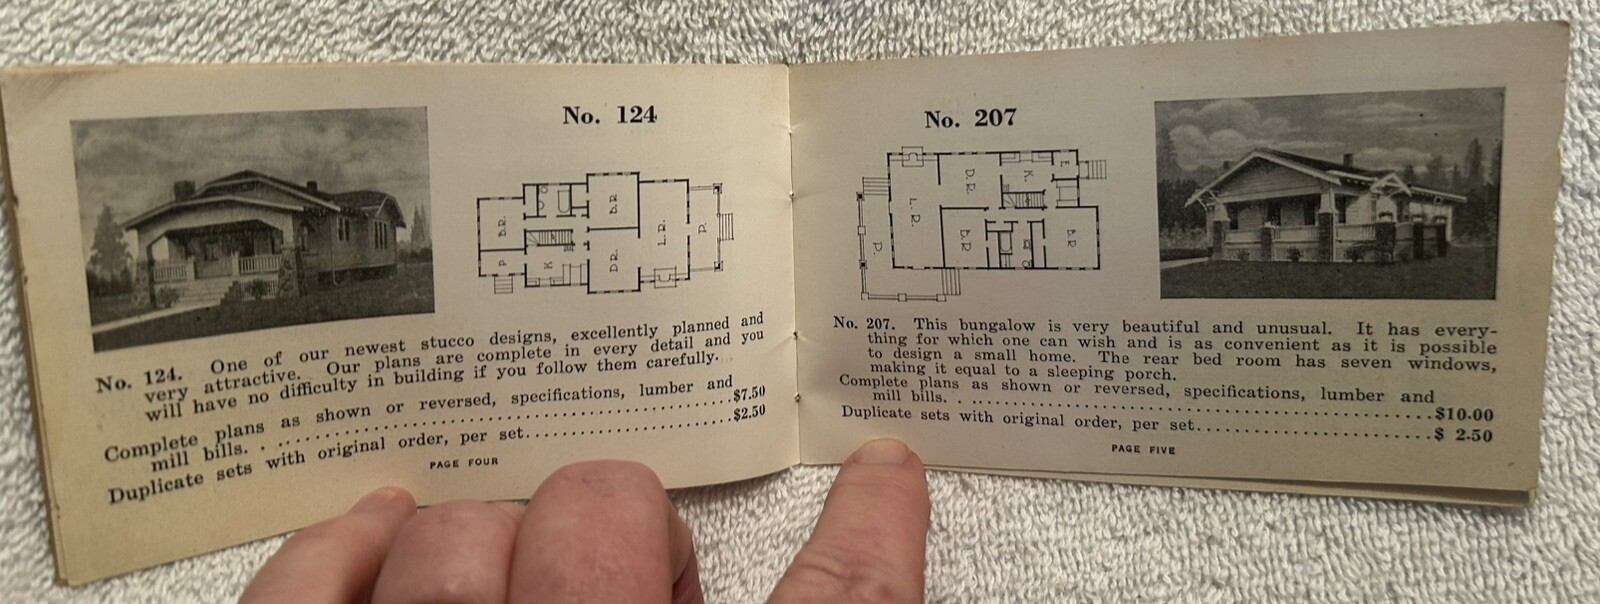 No. 124
B.R.
B.R.
P.
K
D.R.
L.R.
P.
No. 124. One of our newest stucco designs, excellently planned and
very attractive. Our plans are complete in every detail and you
will have no difficulty in building if you follow them carefully.
Complete plans as shown or reversed, specifications, lumber and
mill bills. . ........................................$7.50
Duplicate sets with original order, per set........................$2.50
PAGE FOUR
No. 207
D.R.
K.
L.R.
B.R
B.R
P.
No. 207. This bungalow is very beautiful and unusual. It has every-
thing for which one can wish and is as convenient as it is possible
to design a small home. The rear bed room has seven windows,
making it equal to a sleeping porch.
Complete plans as shown or reversed, specifications, lumber and
mill bills. . ........................................$10.00
Duplicate sets with original order, per set........................$ 2.50
PAGE FIVE